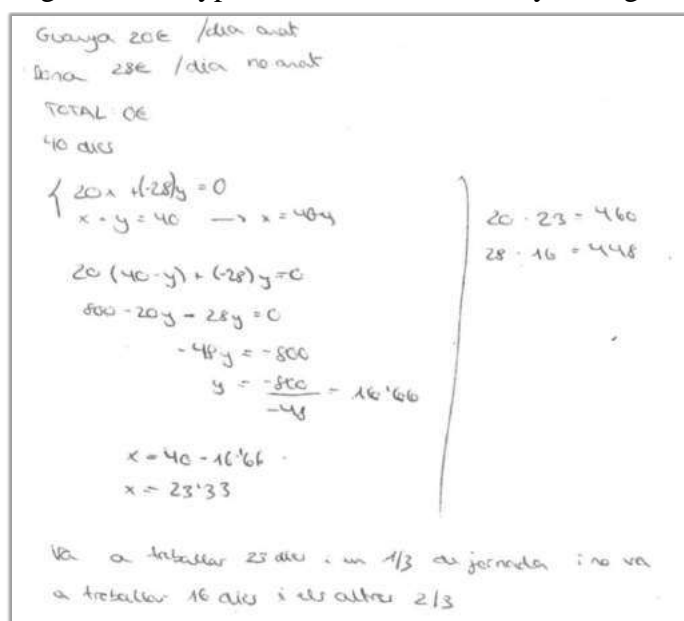 Guanya 20€ /dia anat
Dona 28€ /dia no anat
TOTAL 0€
40 dies
{ 20x +(-28)y = 0
x + y = 40 → x = 40-y
20 (40-y) + (-28)y = 0
800 - 20y - 28y = 0
-48y = -800
y = -800/-48 = 16'66
x = 40 - 16'66
x = 23'33
20 · 23 = 460
28 · 16 = 448
Va a treballar 23 dies i un 1/3 de jornada i no va
a treballar 16 dies i els altres 2/3